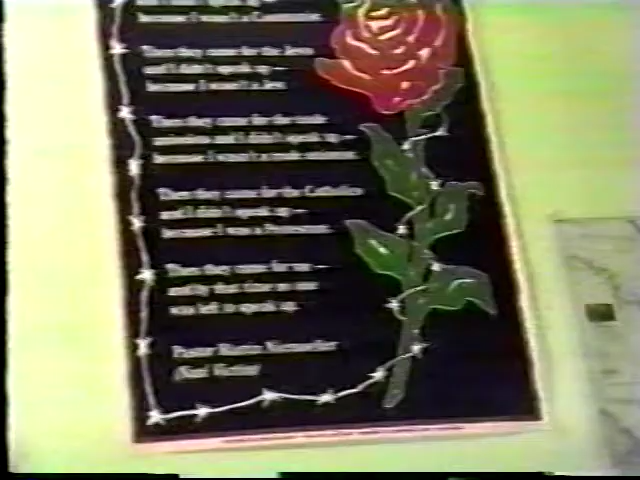 because I wasn't a Communist.
Then they came for the Jews
and I didn't speak up—
because I wasn't a Jew.
Then they came for the trade
unionists and I didn't speak up—
because I wasn't a trade unionist.
Then they came for the Catholics
and I didn't speak up—
because I was a Protestant.
Then they came for me—
and by that time no one
was left to speak up.
Pastor Martin Niemoeller
(Nazi Victim)